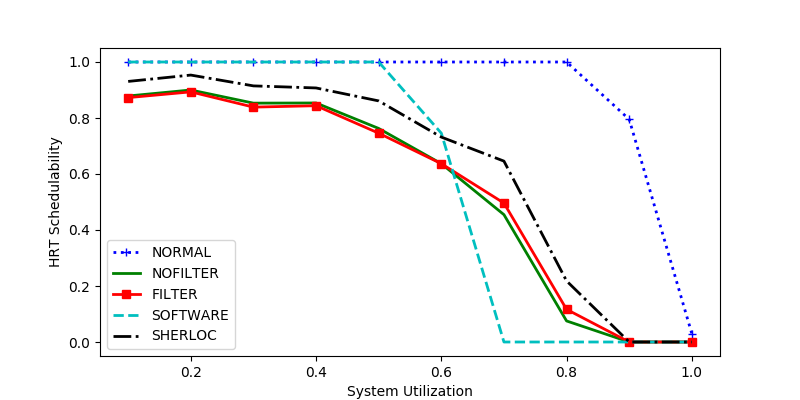 1.0
0.8
0.6
0.4
0.2
0.0
HRT Schedulability
NORMAL
NOFILTER
FILTER
SOFTWARE
SHERLOC
0.2 0.4 0.6 0.8 1.0
System Utilization